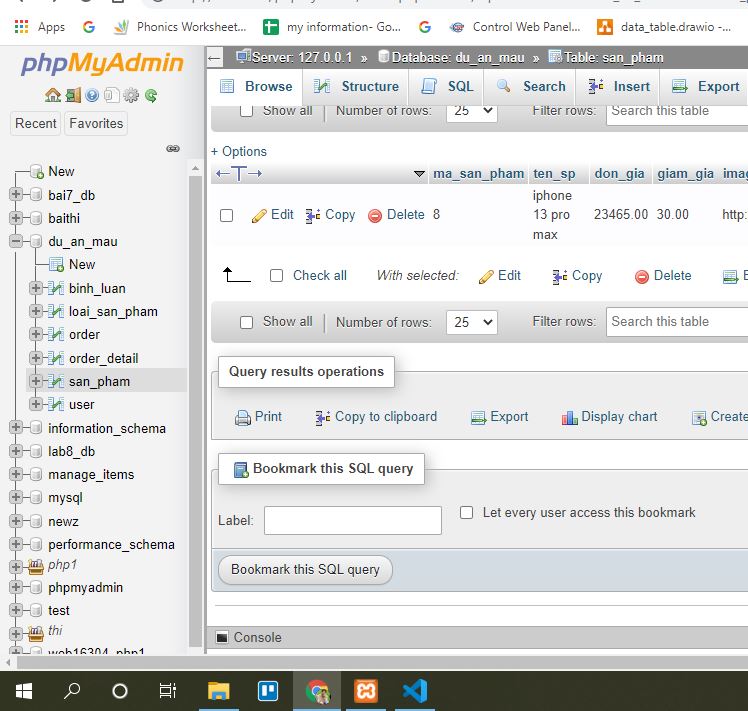 Apps
Phonics Worksheet...
my information- Go...
Control Web Panel...
data_table.drawio -...
phpMyAdmin
Recent
Favorites
New
bai7_db
baithi
du_an_mau
New
binh_luan
loai_san_pham
order
order_detail
san_pham
user
information_schema
lab8_db
manage_items
mysql
newz
performance_schema
php1
phpmyadmin
test
thi
web16304_php1
Server: 127.0.0.1 » Database: du_an_mau » Table: san_pham
Browse Structure SQL Search Insert Export
Show all Number of rows: 25 Filter rows: Search this table
+ Options
←T→ ma_san_pham ten_sp don_gia giam_gia imag
Edit Copy Delete 8 iphone 13 pro max 23465.00 30.00 http:
Check all With selected: Edit Copy Delete E
Show all Number of rows: 25 Filter rows: Search this table
Query results operations
Print Copy to clipboard Export Display chart Create
Bookmark this SQL query
Label: Let every user access this bookmark
Bookmark this SQL query
Console